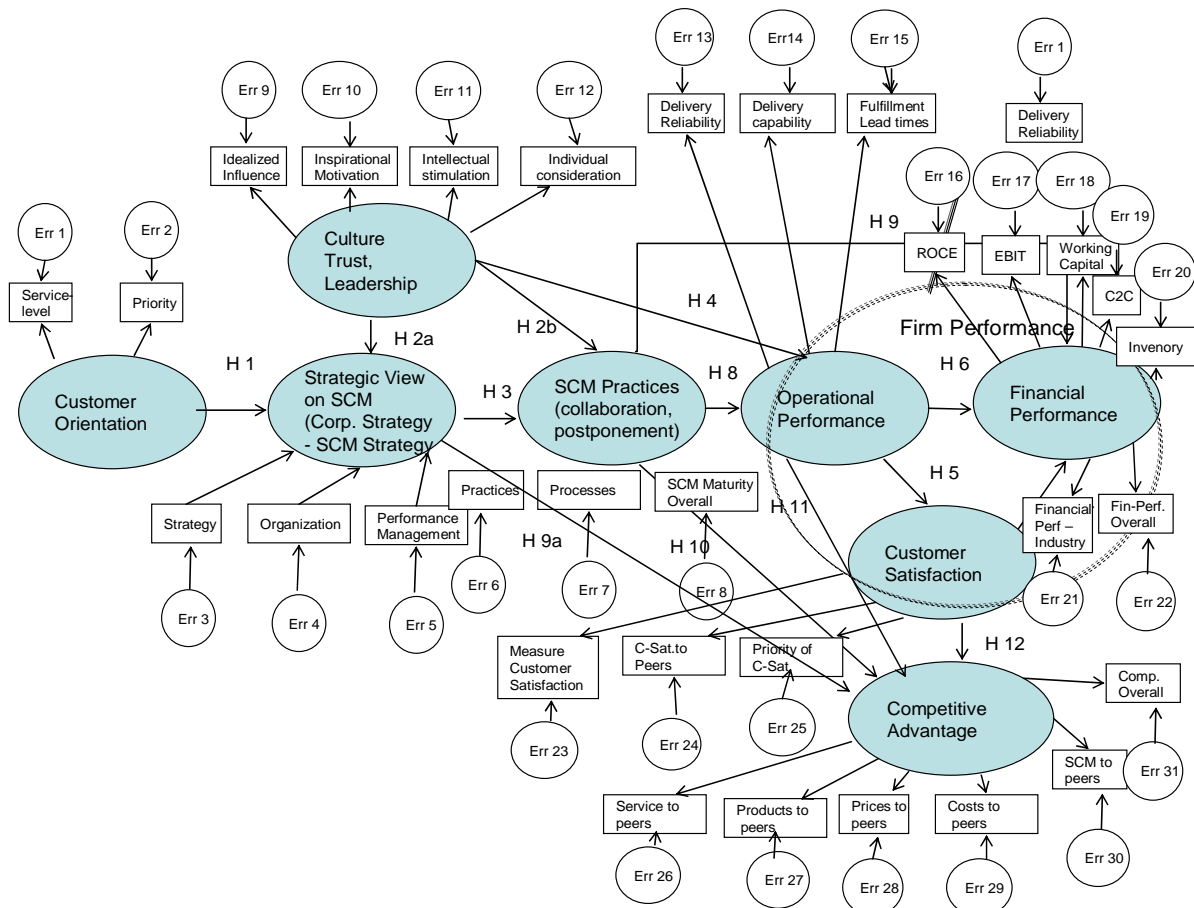 Err 13
Err14
Err 15
Err 1
Err 9
Err 10
Err 11
Err 12
Delivery
Reliability
Delivery
capability
Fulfillment
Lead times
Delivery
Reliability
Idealized
Influence
Inspirational
Motivation
Intellectual
stimulation
Individual
consideration
Err 16
Err 17
Err 18
Err 19
Err 20
Err 1
Err 2
Culture
Trust,
Leadership
H 9
ROCE
EBIT
Working
Capital
C2C
Service-
level
Priority
H 4
Firm Performance
Invenory
H 1
H 2a
H 2b
H 3
H 8
H 6
Customer
Orientation
Strategic View
on SCM
(Corp. Strategy
- SCM Strategy
SCM Practices
(collaboration,
postponement)
Operational
Performance
Financial
Performance
Strategy
Organization
Performance
Management
Practices
Processes
SCM Maturity
Overall
H 11
H 5
Financial
Perf –
Industry
Fin-Perf.
Overall
H 9a
H 10
Customer
Satisfaction
Err 3
Err 4
Err 5
Err 6
Err 7
Err 8
Err 21
Err 22
Measure
Customer
Satisfaction
C-Sat.to
Peers
Priority of
C-Sat
H 12
Err 23
Err 24
Err 25
Competitive
Advantage
Comp.
Overall
SCM to
peers
Err 31
Service to
peers
Products to
peers
Prices to
peers
Costs to
peers
Err 30
Err 26
Err 27
Err 28
Err 29